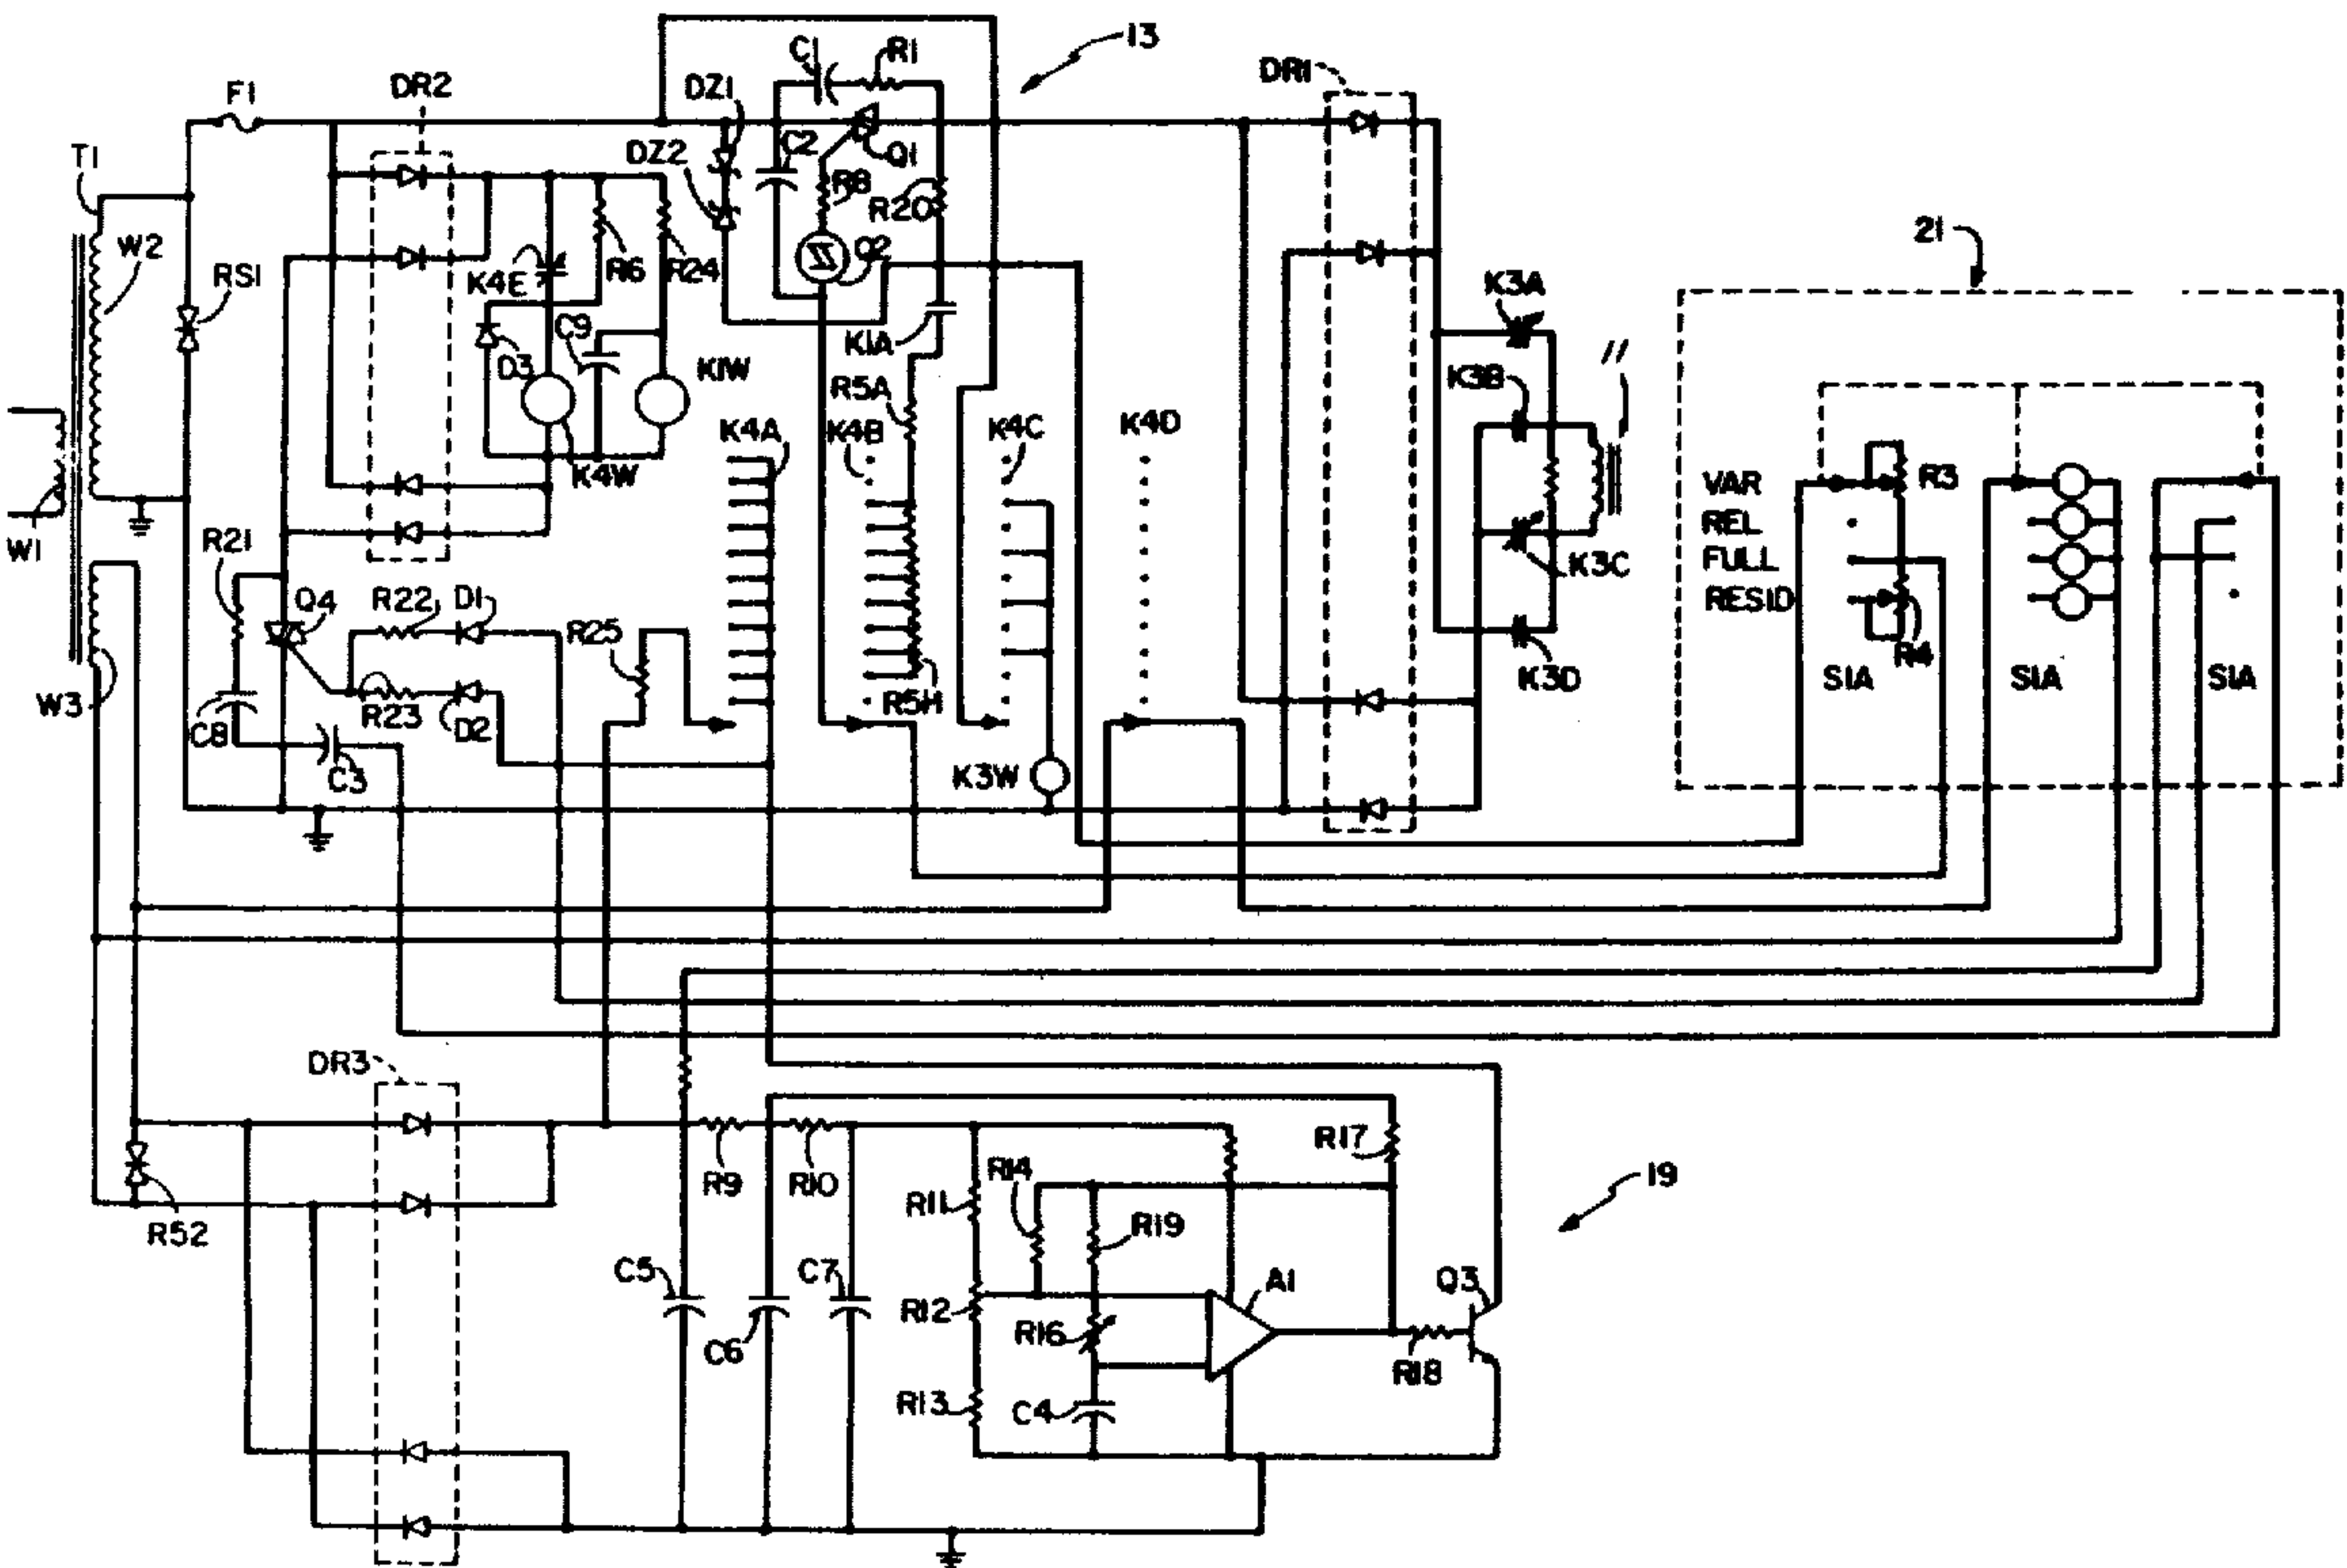 13
C1
R1
DR1
F1
DR2
DZ1
T1
DZ2
C2
Q1
R8
R20
W2
RS1
K4E
R6
R24
Q2
21
K3A
C9
D3
K1W
K1A
R5A
K3B
11
K4A
K4B
K4C
K4D
K4W
VAR
REL
FULL
RESID
R3
W1
R21
K3C
Q4
R22
D1
R25
R4
W3
R23
C8
D2
R5H
K3D
S1A
S1A
S1A
C3
K3W
DR3
R17
R9
R10
R14
19
R11
R19
R52
C5
C7
A1
Q3
R12
R16
C6
R18
R13
C4